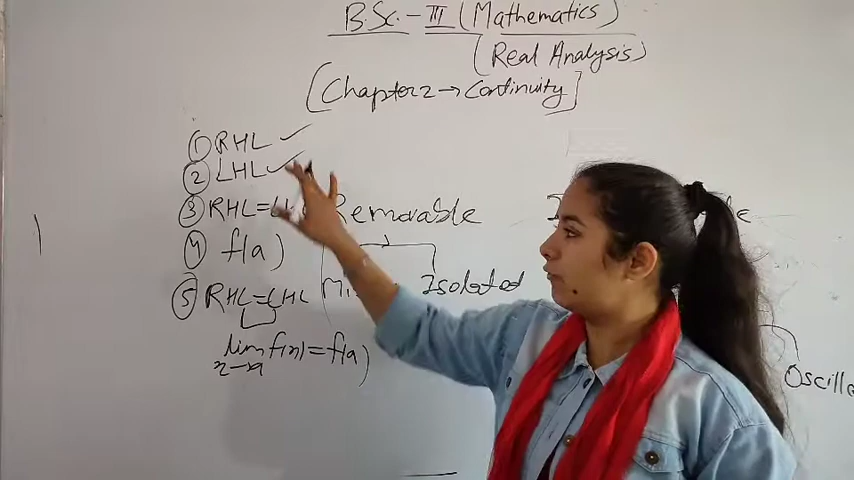 B.Sc. - III (Mathematics)
(Real Analysis)
[Chapter 2 → Continuity]
① RHL ✓
② LHL ✓
③ RHL = LHL
④ f(a)
⑤ RHL = LHL
lim f(x) = f(a)
x→a
Removable
Isolated